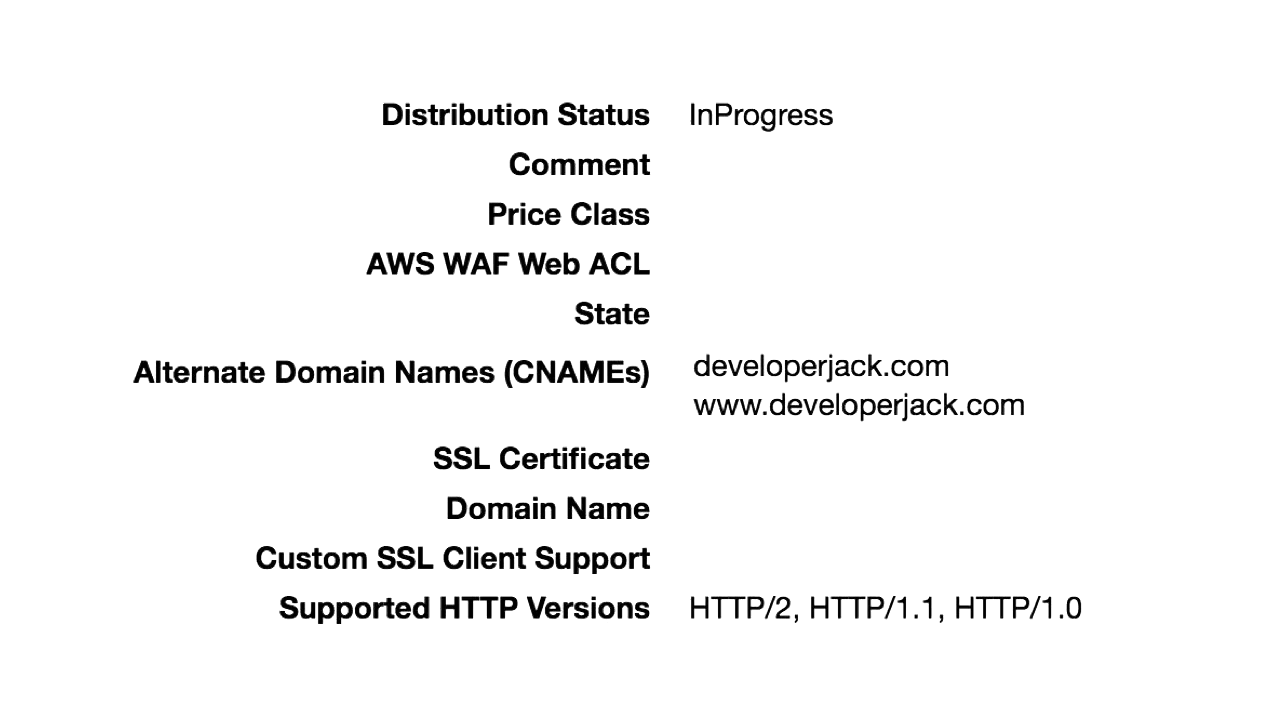 Distribution Status InProgress
Comment
Price Class
AWS WAF Web ACL
State
Alternate Domain Names (CNAMEs) developerjack.com
www.developerjack.com
SSL Certificate
Domain Name
Custom SSL Client Support
Supported HTTP Versions HTTP/2, HTTP/1.1, HTTP/1.0